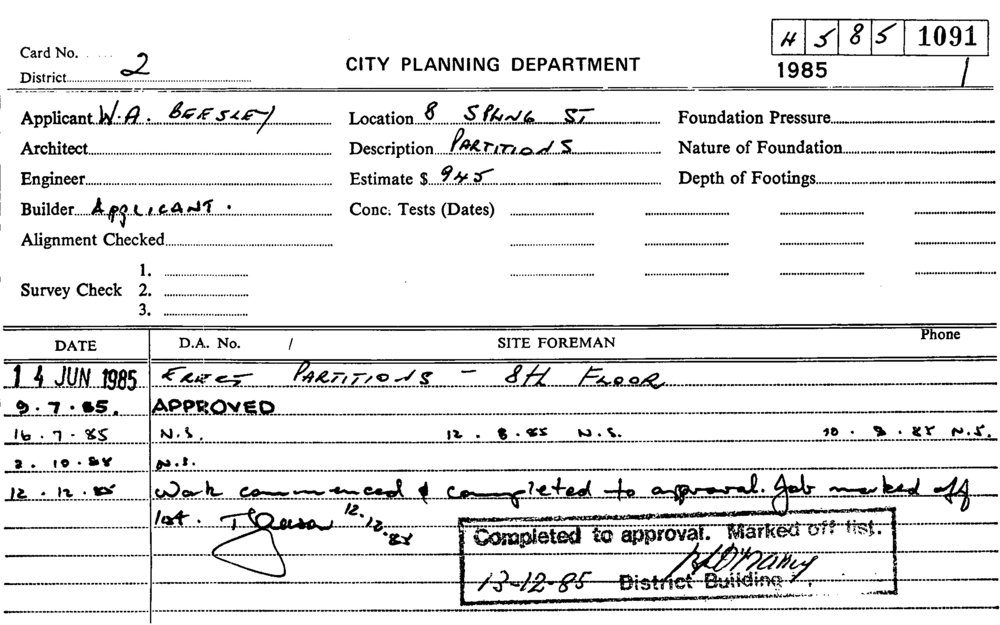 H 5 8 5 1091
Card No.
District 2
CITY PLANNING DEPARTMENT
1985 /
Applicant W.A. BEESLEY Location 8 SPRING ST Foundation Pressure
Architect Description PARTITIONS Nature of Foundation
Engineer Estimate $ 945 Depth of Footings
Builder APPLICANT. Conc. Tests (Dates)
Alignment Checked
1.
Survey Check 2.
3.
DATE D.A. No. / SITE FOREMAN Phone
14 JUN 1985 ERECT PARTITIONS - 8TH FLOOR
9.7.85. APPROVED
16.7.85 N.S. 12.8.85 N.S. N.S.
2.10.85 N.S.
12.12.85 Work commenced & completed to approval. Job marked off
list. 12.12.85
Completed to approval. Marked off list.
13-12-85 District Building